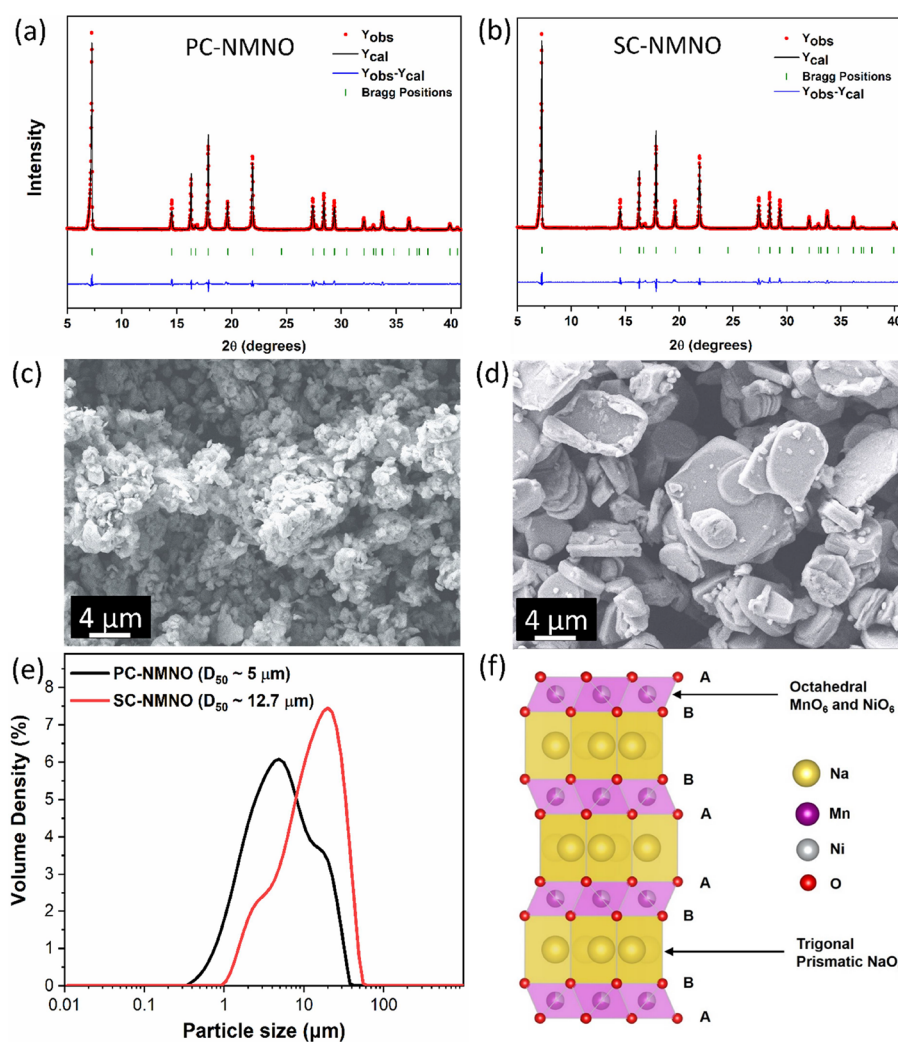 (a)
PC-NMNO
Yobs
Ycal
Yobs-Ycal
Bragg Positions
Intensity
5 10 15 20 25 30 35 40
2θ (degrees)
(b)
SC-NMNO
Yobs
Ycal
Bragg Positions
Yobs-Ycal
5 10 15 20 25 30 35 40
2θ (degrees)
(c)
4 μm
(d)
4 μm
(e)
PC-NMNO (D50 ~ 5 μm)
SC-NMNO (D50 ~ 12.7 μm)
Volume Density (%)
8
7
6
5
4
3
2
1
0
0.01 0.1 1 10 100
Particle size (μm)
(f)
A
B
B
A
A
B
B
A
Octahedral
MnO6 and NiO6
Na
Mn
Ni
O
Trigonal
Prismatic NaO